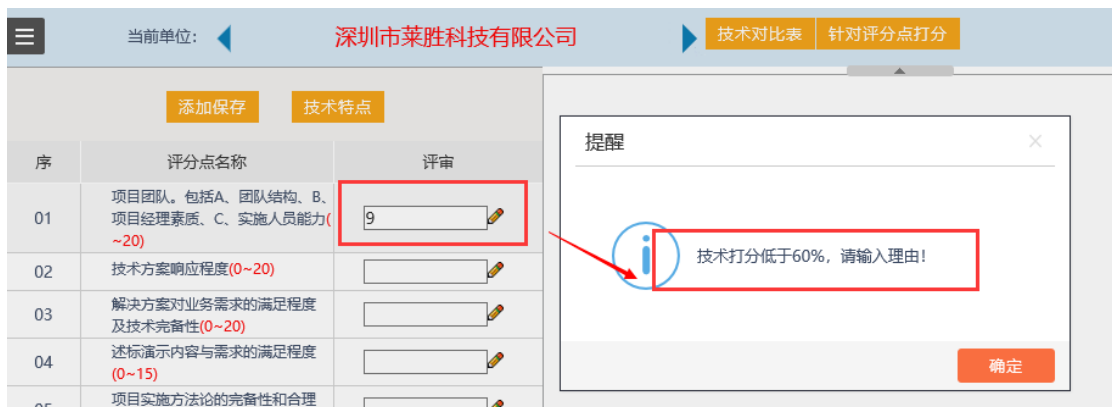 当前单位：
深圳市莱胜科技有限公司
技术对比表
针对评分点打分
添加保存
技术特点
序
评分点名称
评审
01
项目团队。包括A、团队结构、B、
项目经理素质、C、实施人员能力(
~20)
9
02
技术方案响应程度(0~20)
03
解决方案对业务需求的满足程度
及技术完备性(0~20)
04
述标演示内容与需求的满足程度
(0~15)
05
项目实施方法论的完备性和合理
提醒
技术打分低于60%，请输入理由！
确定